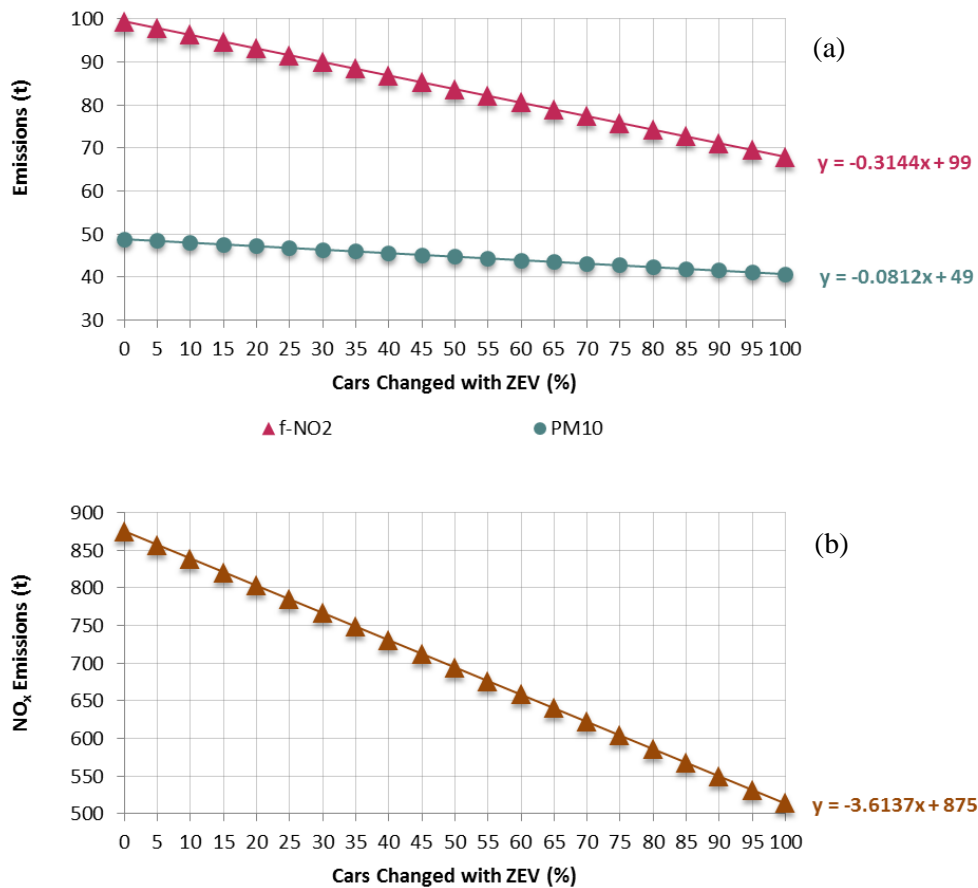 100
90
80
70
60
50
40
30
Emissions (t)
(a)
y = -0.3144x + 99
y = -0.0812x + 49
0 5 10 15 20 25 30 35 40 45 50 55 60 65 70 75 80 85 90 95 100
Cars Changed with ZEV (%)
f-NO2 PM10
900
850
800
750
700
650
600
550
500
NOₓ Emissions (t)
(b)
y = -3.6137x + 875
0 5 10 15 20 25 30 35 40 45 50 55 60 65 70 75 80 85 90 95 100
Cars Changed with ZEV (%)